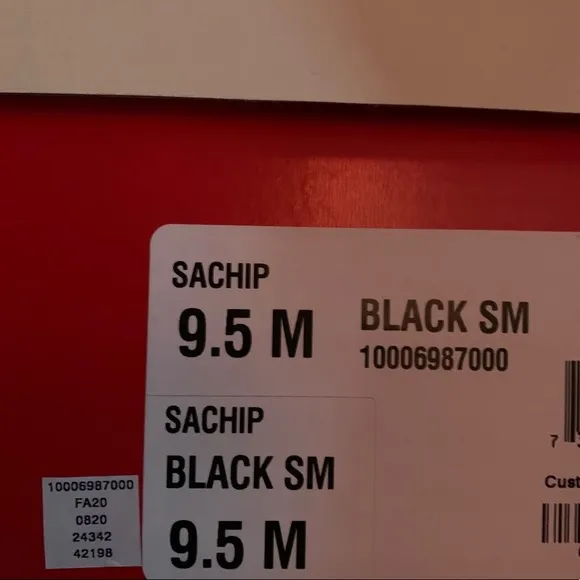 SACHIP
9.5 M
BLACK SM
10006987000
7
SACHIP
BLACK SM
9.5 M
Cust
10006987000
FA20
0820
24342
42198